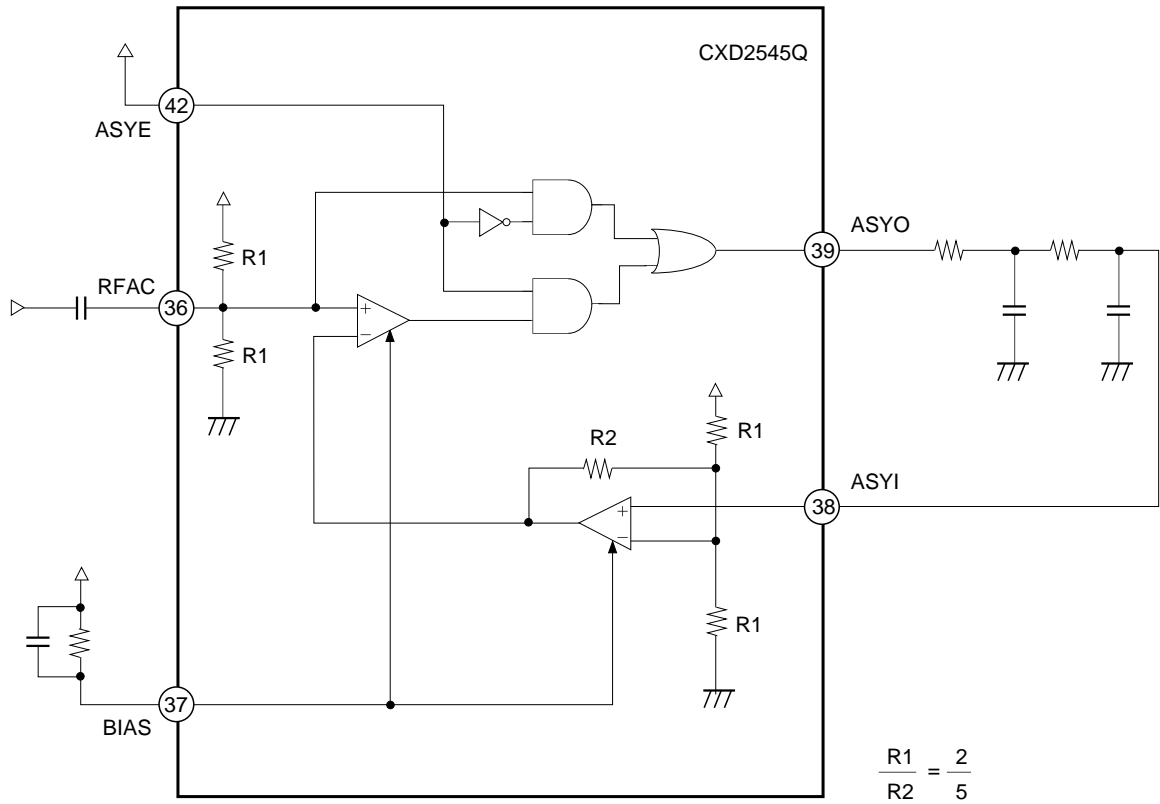 CXD2545Q
42
ASYE
R1
RFAC
36
+
−
R1
39
ASYO
R1
R2
ASYI
38
+
−
R1
37
BIAS
R1
R2
=
2
5